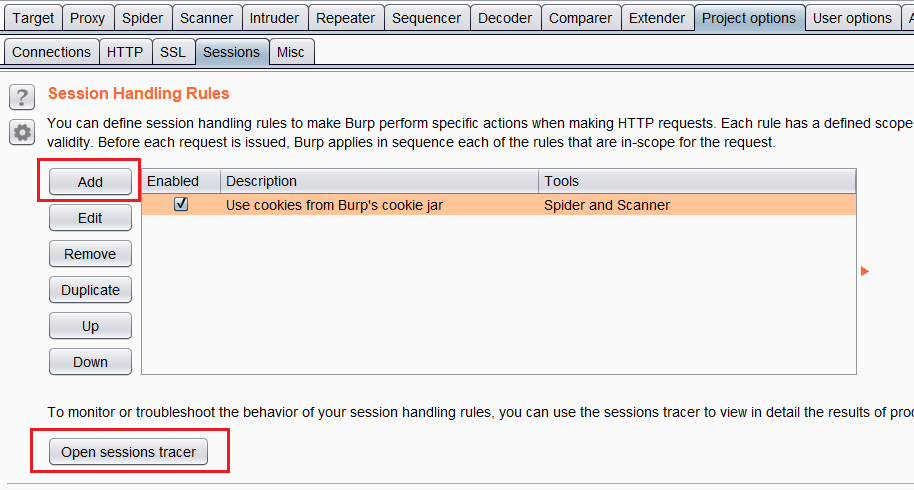 Target Proxy Spider Scanner Intruder Repeater Sequencer Decoder Comparer Extender Project options User options A
Connections HTTP SSL Sessions Misc
? Session Handling Rules
You can define session handling rules to make Burp perform specific actions when making HTTP requests. Each rule has a defined scope
validity. Before each request is issued, Burp applies in sequence each of the rules that are in-scope for the request.
Add Enabled Description Tools
Use cookies from Burp's cookie jar Spider and Scanner
Edit
Remove
Duplicate
Up
Down
To monitor or troubleshoot the behavior of your session handling rules, you can use the sessions tracer to view in detail the results of proc
Open sessions tracer